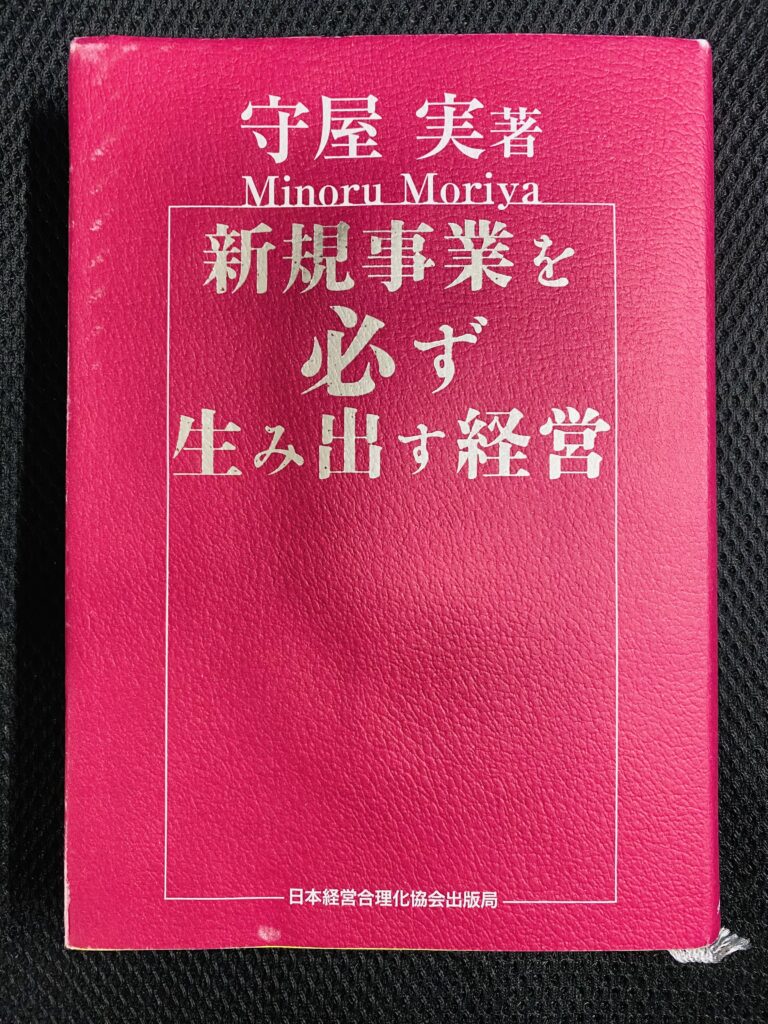 守屋 実著
Minoru Moriya
新規事業を
必ず
生み出す経営
日本経営合理化協会出版局